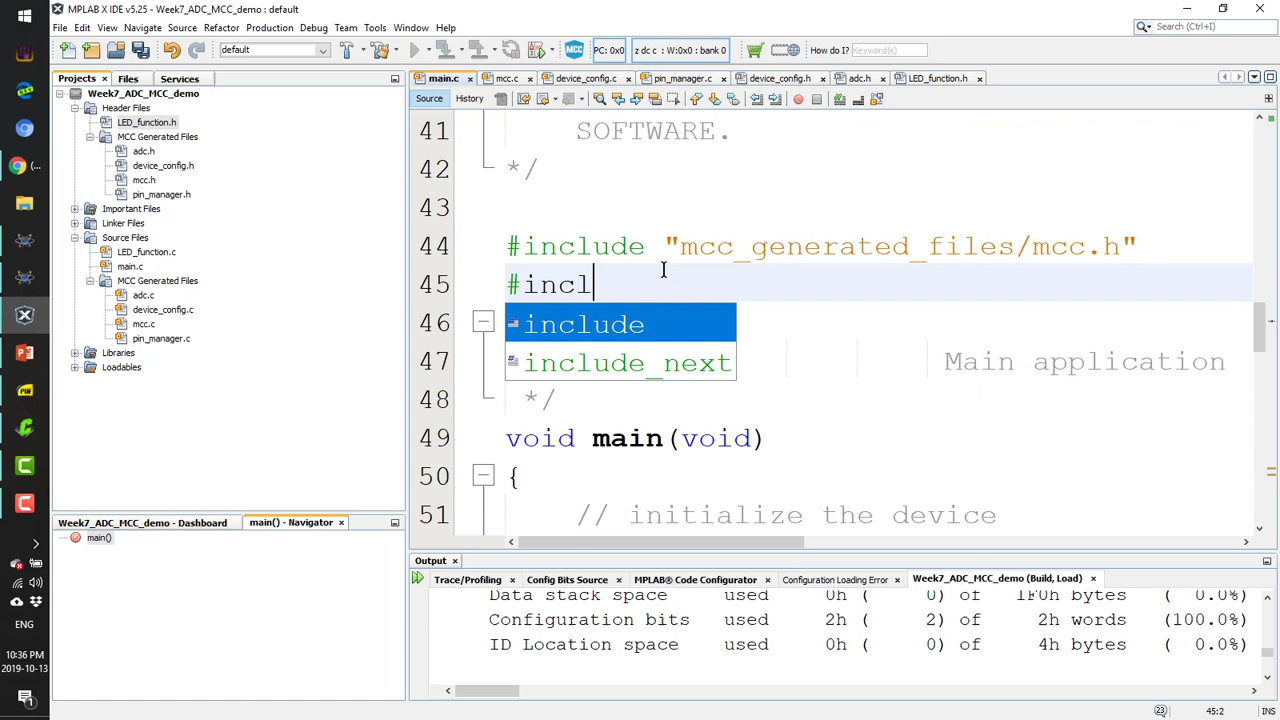 MPLAB X IDE v5.25 - Week7_ADC_MCC_demo : default
File Edit View Navigate Source Refactor Production Debug Team Tools Window Help
Search (Ctrl+I)
default
PC: 0x0
z dc c : W:0x0 : bank 0
How do I?
Keyword(s)
MCC
Projects
Files
Services
main.c
mcc.c
device_config.c
pin_manager.c
device_config.h
adc.h
LED_function.h
Source
History
Week7_ADC_MCC_demo
Header Files
LED_function.h
MCC Generated Files
adc.h
device_config.h
mcc.h
pin_manager.h
Important Files
Linker Files
Source Files
LED_function.c
main.c
MCC Generated Files
adc.c
device_config.c
mcc.c
pin_manager.c
Libraries
Loadables
41 SOFTWARE.
42 */
43
44 #include "mcc_generated_files/mcc.h"
45 #incl
46 include
47 include_next Main application
48 */
49 void main(void)
50 {
51 // initialize the device
Week7_ADC_MCC_demo - Dashboard
main() - Navigator
main()
Output
Trace/Profiling
Config Bits Source
MPLAB® Code Configurator
Configuration Loading Error
Week7_ADC_MCC_demo (Build, Load)
Data stack space used 0h ( 0) of 1F0h bytes ( 0.0%)
Configuration bits used 2h ( 2) of 2h words (100.0%)
ID Location space used 0h ( 0) of 4h bytes ( 0.0%)
ENG
10:36 PM
2019-10-13
1
23
45:2
INS